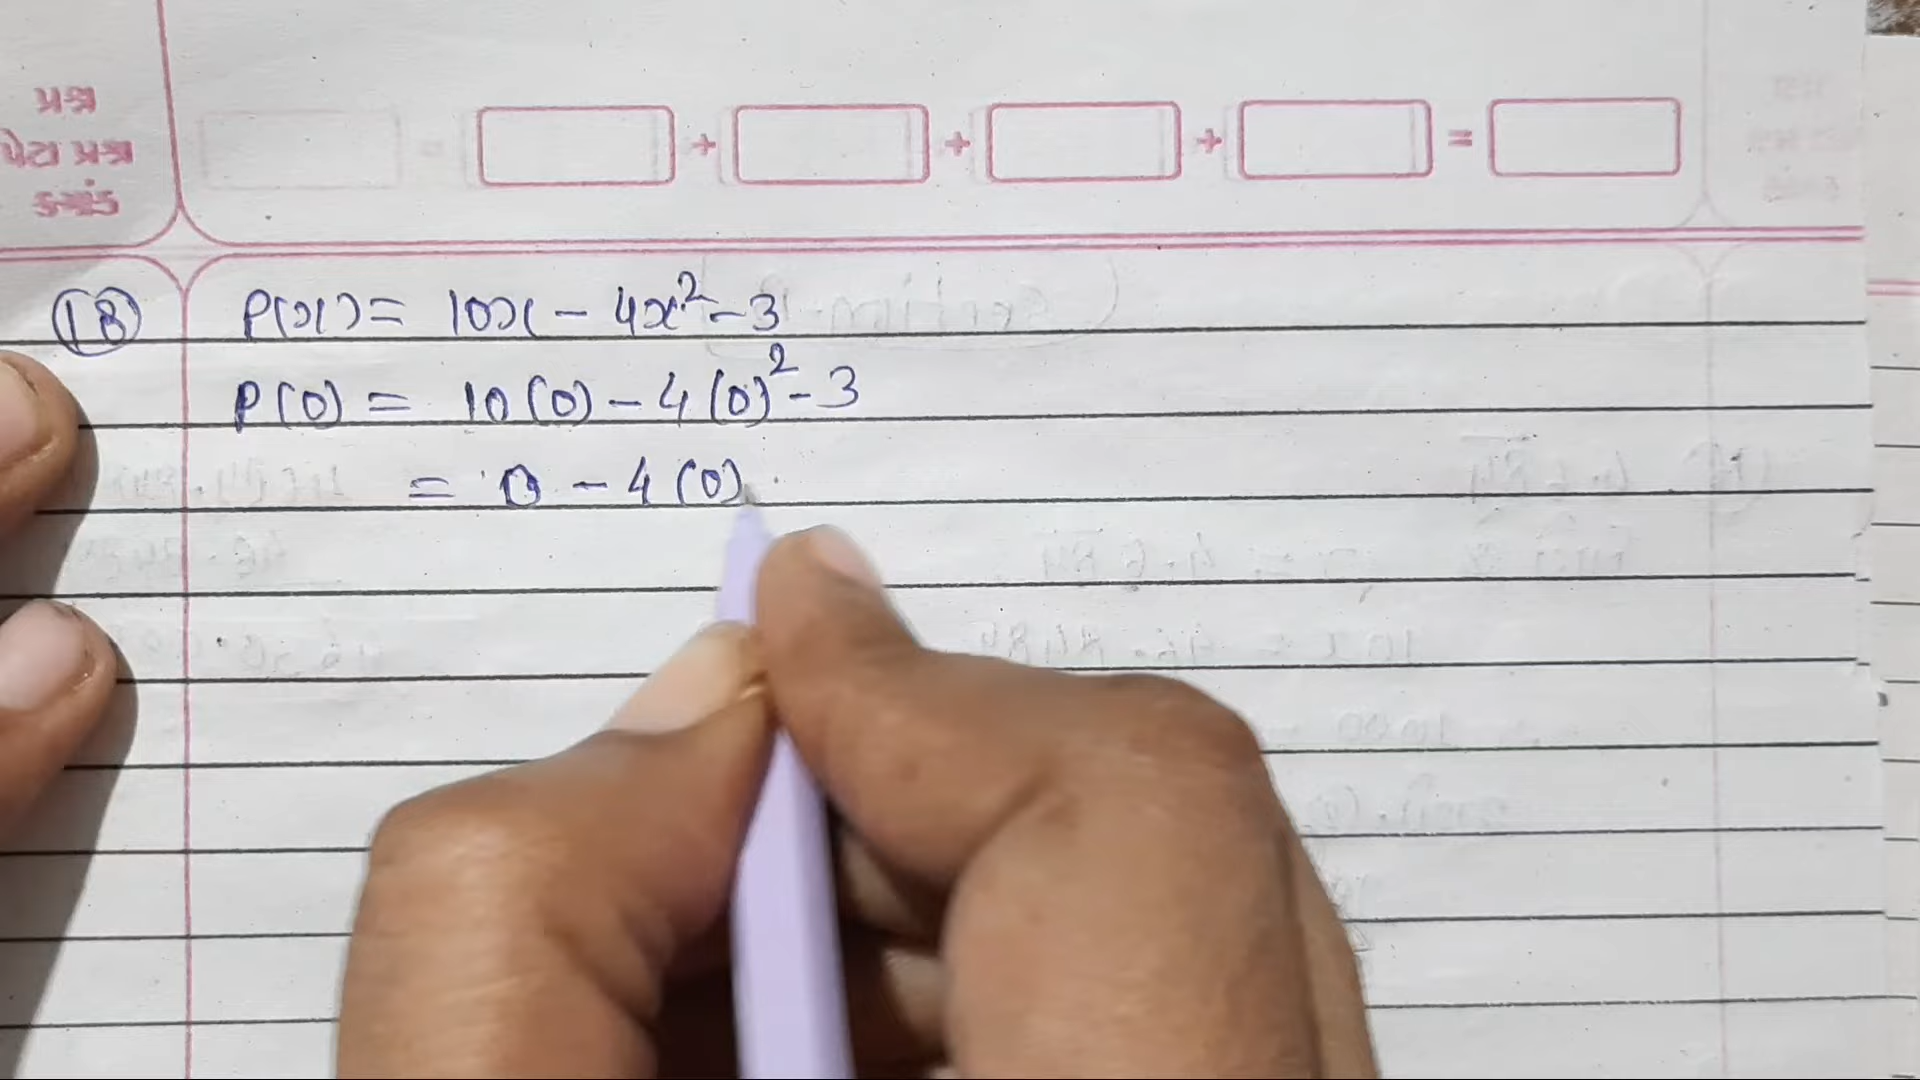 પ્રશ્ન
પેટા પ્રશ્ન
ક્રમાંક
= + + + =
(18) P(x) = 10x - 4x² - 3
P(0) = 10(0) - 4(0)² - 3
= 0 - 4(0)